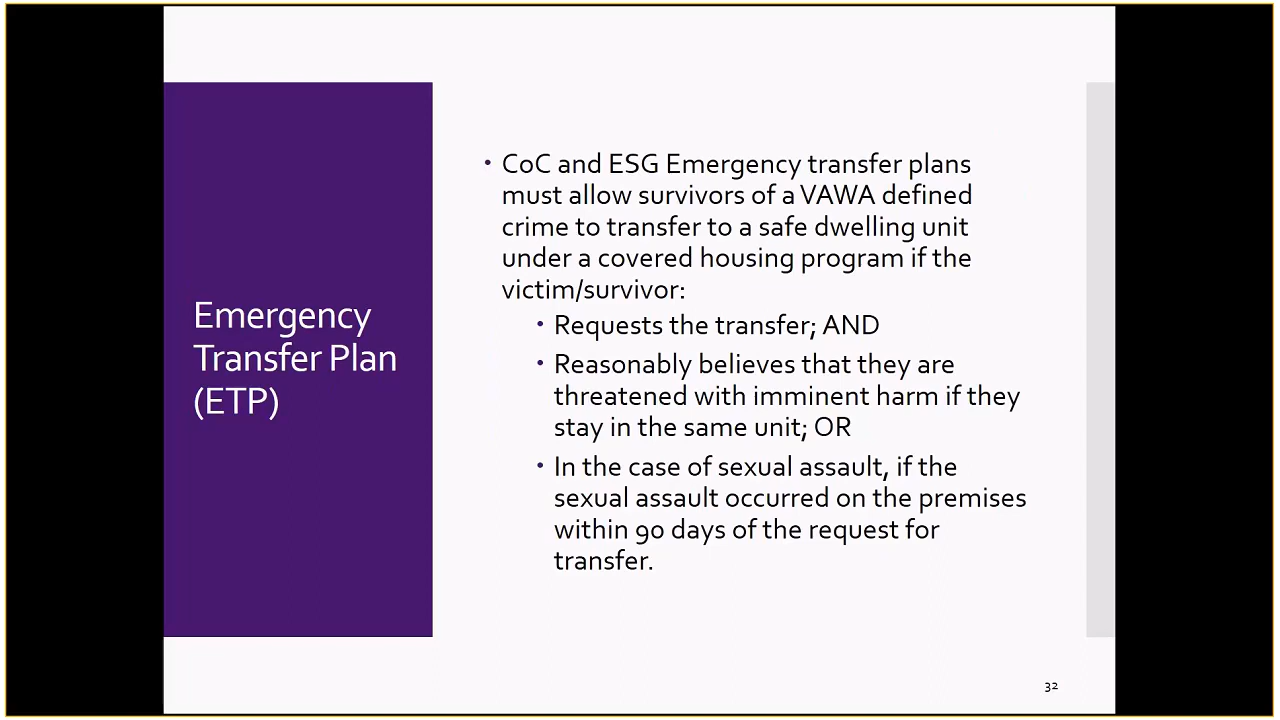 Emergency
Transfer Plan
(ETP)
• CoC and ESG Emergency transfer plans
must allow survivors of a VAWA defined
crime to transfer to a safe dwelling unit
under a covered housing program if the
victim/survivor:
• Requests the transfer; AND
• Reasonably believes that they are
threatened with imminent harm if they
stay in the same unit; OR
• In the case of sexual assault, if the
sexual assault occurred on the premises
within 90 days of the request for
transfer.
32